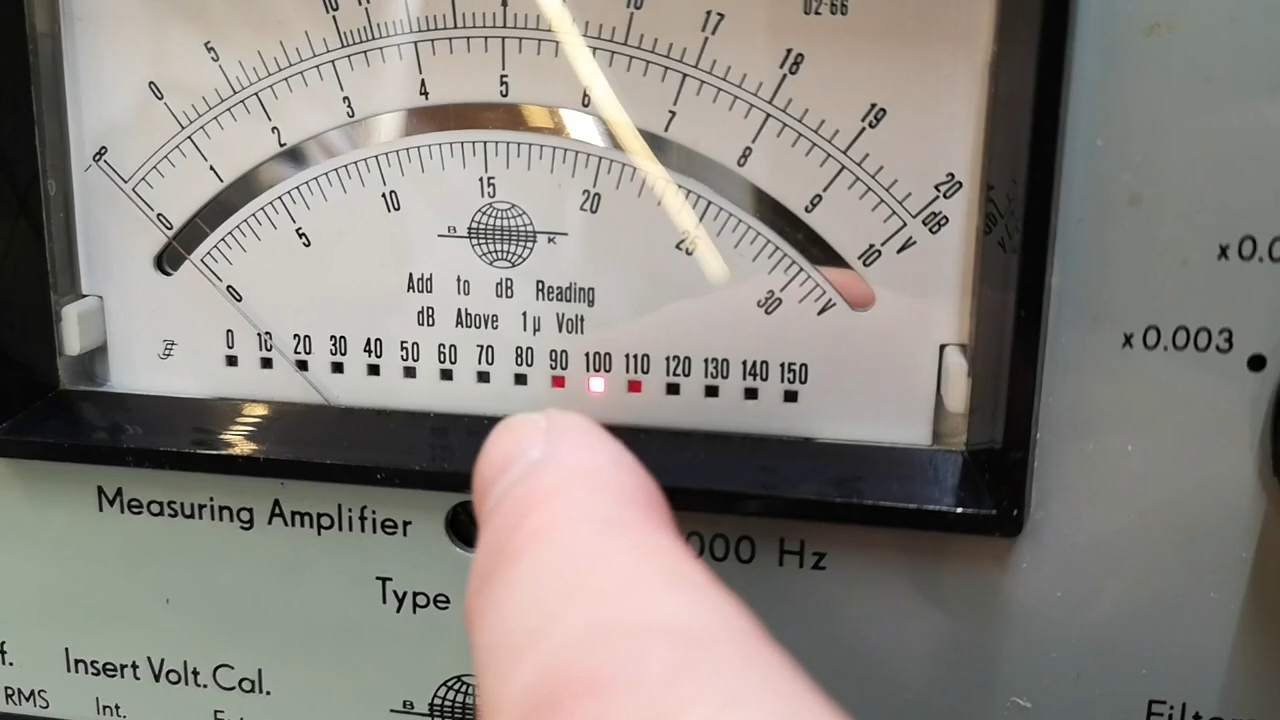 02-66
5 10 17 18 19 20 dB
0
-∞ 0 1 2 3 4 5 6 7 8 9 10 V
0 5 10 15 20 25 30 V
B K
Add to dB Reading
dB Above 1μ Volt
0 10 20 30 40 50 60 70 80 90 100 110 120 130 140 150
x 0.0
x 0.003
Measuring Amplifier
000 Hz
Type
f. Insert Volt. Cal.
RMS Int.
B